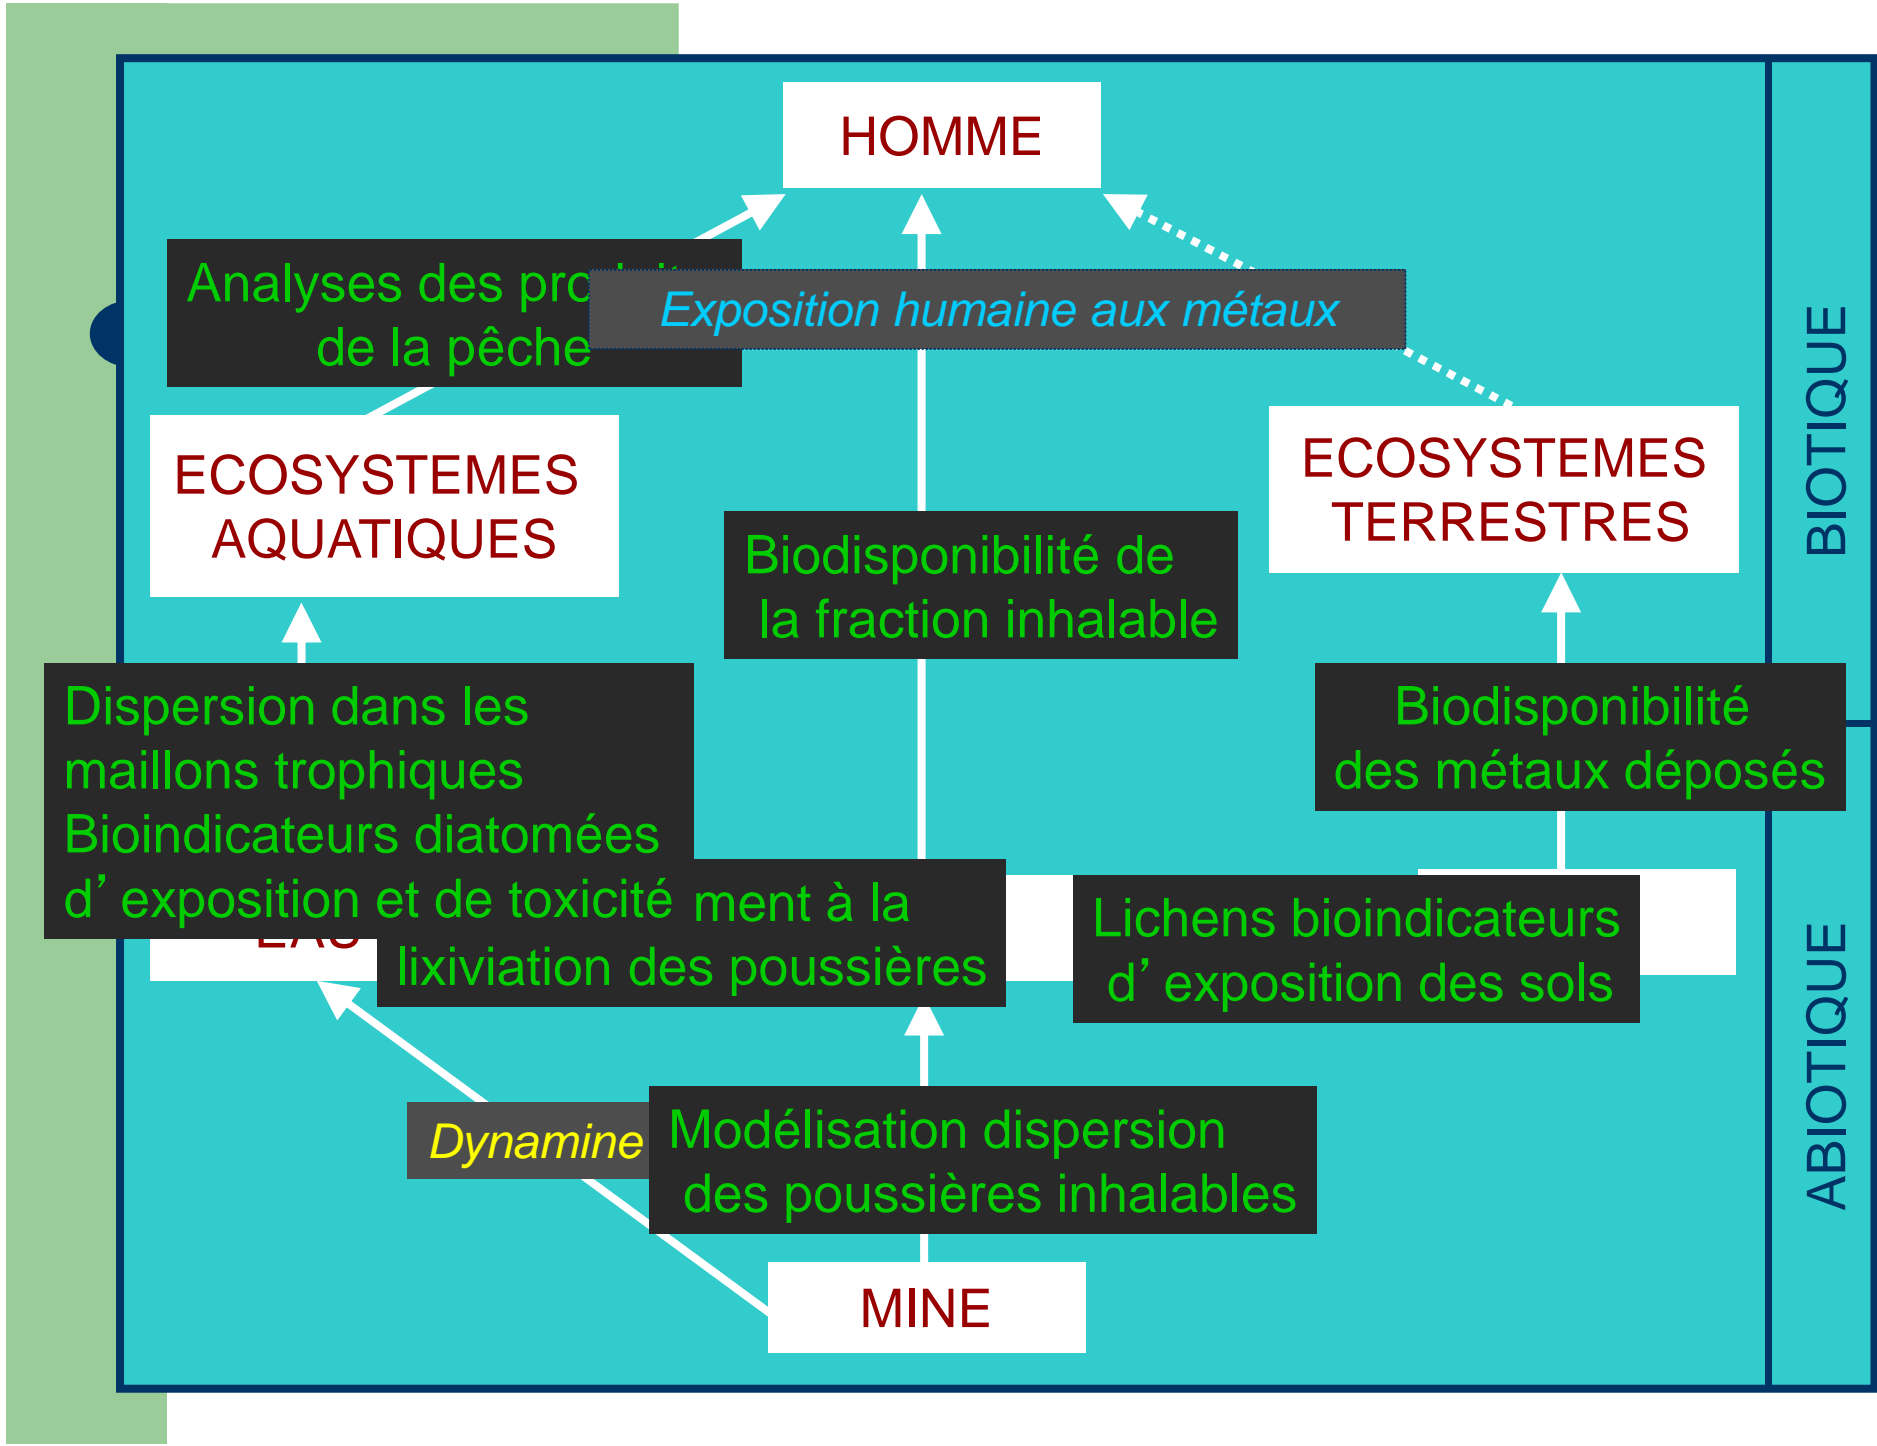 HOMME
Analyses des
de la pêche
Exposition humaine aux métaux
ECOSYSTEMES
AQUATIQUES
ECOSYSTEMES
TERRESTRES
BIOTIQUE
Biodisponibilité de
la fraction inhalable
Dispersion dans les
maillons trophiques
Bioindicateurs diatomées
d’exposition et de toxicité
Biodisponibilité
des métaux déposés
ment à la
lixiviation des poussières
EAU
Lichens bioindicateurs
d’exposition des sols
ABIOTIQUE
Dynamine
Modélisation dispersion
des poussières inhalables
MINE